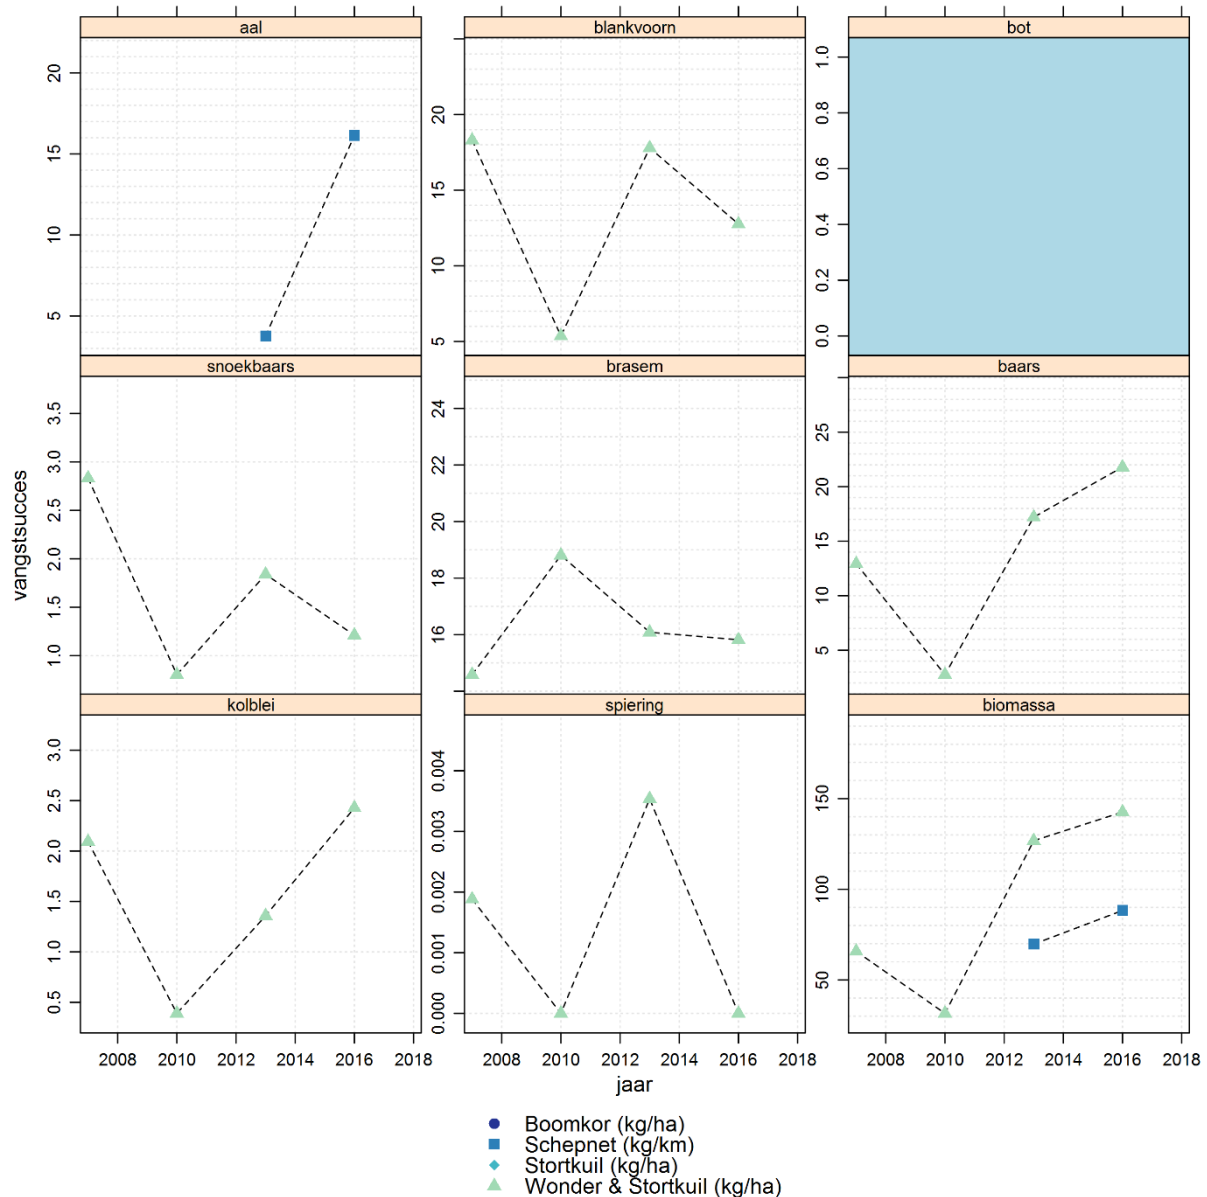 aal
blankvoorn
bot
20
15
10
5
20
15
10
5
1.0
0.8
0.6
0.4
0.2
0.0
snoekbaars
brasem
baars
3.5
3.0
2.5
2.0
1.5
1.0
24
22
20
18
16
25
20
15
10
5
vangstsucces
kolblei
spiering
biomassa
3.0
2.5
2.0
1.5
1.0
0.5
0.004
0.003
0.002
0.001
0.000
150
100
50
2008 2010 2012 2014 2016 2018
2008 2010 2012 2014 2016 2018
2008 2010 2012 2014 2016 2018
jaar
Boomkor (kg/ha)
Schepnet (kg/km)
Stortkuil (kg/ha)
Wonder & Stortkuil (kg/ha)